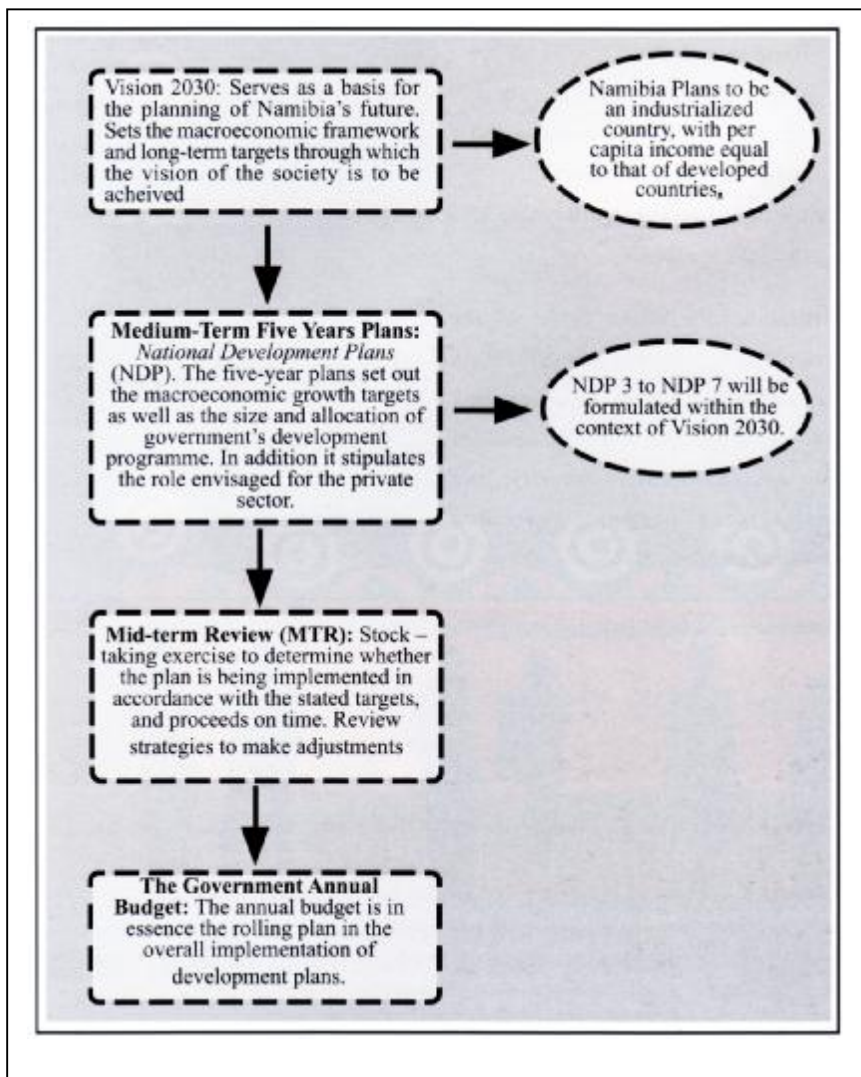 Vision 2030: Serves as a basis for
the planning of Namibia's future.
Sets the macroeconomic framework
and long-term targets through which
the vision of the society is to be
acheived
Namibia Plans to be
an industrialized
country, with per
capita income equal
to that of developed
countries,
Medium-Term Five Years Plans:
National Development Plans
(NDP). The five-year plans set out
the macroeconomic growth targets
as well as the size and allocation of
government's development
programme. In addition it stipulates
the role envisaged for the private
sector.
NDP 3 to NDP 7 will be
formulated within the
context of Vision 2030.
Mid-term Review (MTR): Stock –
taking exercise to determine whether
the plan is being implemented in
accordance with the stated targets,
and proceeds on time. Review
strategies to make adjustments
The Government Annual
Budget: The annual budget is in
essence the rolling plan in the
overall implementation of
development plans.